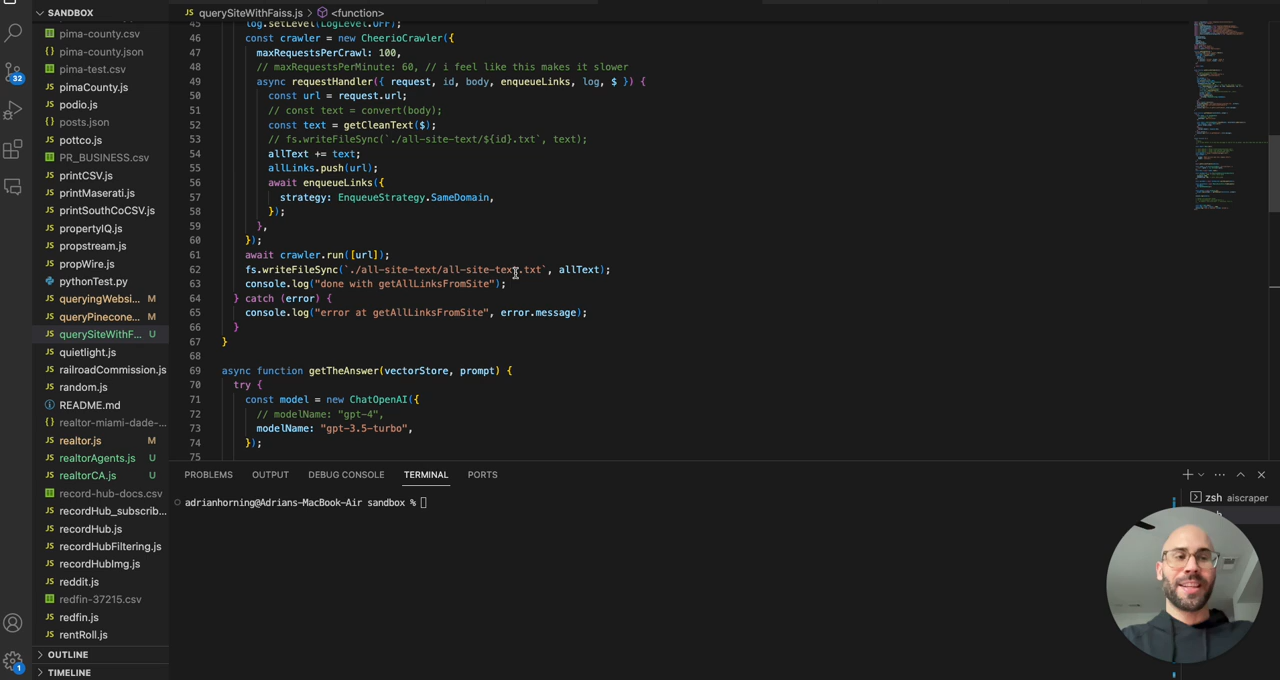 SANDBOX
pima-county.csv
pima-county.json
pima-test.csv
pimaCounty.js
podio.js
posts.json
pottco.js
PR_BUSINESS.csv
printCSV.js
printMaserati.js
printSouthCoCSV.js
propertyIQ.js
propstream.js
propWire.js
pythonTest.py
queryingWebsi... M
queryPinecone... M
querySiteWithF... U
quietlight.js
railroadCommission.js
random.js
README.md
realtor-miami-dade-...
realtor.js M
realtorAgents.js U
realtorCA.js U
record-hub-docs.csv
recordHub_subscrib...
recordHub.js
recordHubFiltering.js
recordHubImg.js
reddit.js
redfin-37215.csv
redfin.js
rentRoll.js
OUTLINE
TIMELINE
32
1
JS querySiteWithFaiss.js > <function>
45 log.setLevel(LogLevel.OFF);
46 const crawler = new CheerioCrawler({
47 maxRequestsPerCrawl: 100,
48 // maxRequestsPerMinute: 60, // i feel like this makes it slower
49 async requestHandler({ request, id, body, enqueueLinks, log, $ }) {
50 const url = request.url;
51 // const text = convert(body);
52 const text = getCleanText($);
53 // fs.writeFileSync(`./all-site-text/${id}.txt`, text);
54 allText += text;
55 allLinks.push(url);
56 await enqueueLinks({
57 strategy: EnqueueStrategy.SameDomain,
58 });
59 },
60 });
61 await crawler.run([url]);
62 fs.writeFileSync(`./all-site-text/all-site-text.txt`, allText);
63 console.log("done with getAllLinksFromSite");
64 } catch (error) {
65 console.log("error at getAllLinksFromSite", error.message);
66 }
67 }
68
69 async function getTheAnswer(vectorStore, prompt) {
70 try {
71 const model = new ChatOpenAI({
72 // modelName: "gpt-4",
73 modelName: "gpt-3.5-turbo",
74 });
75
PROBLEMS OUTPUT DEBUG CONSOLE TERMINAL PORTS
adrianhorning@Adrians-MacBook-Air sandbox %
zsh aiscraper